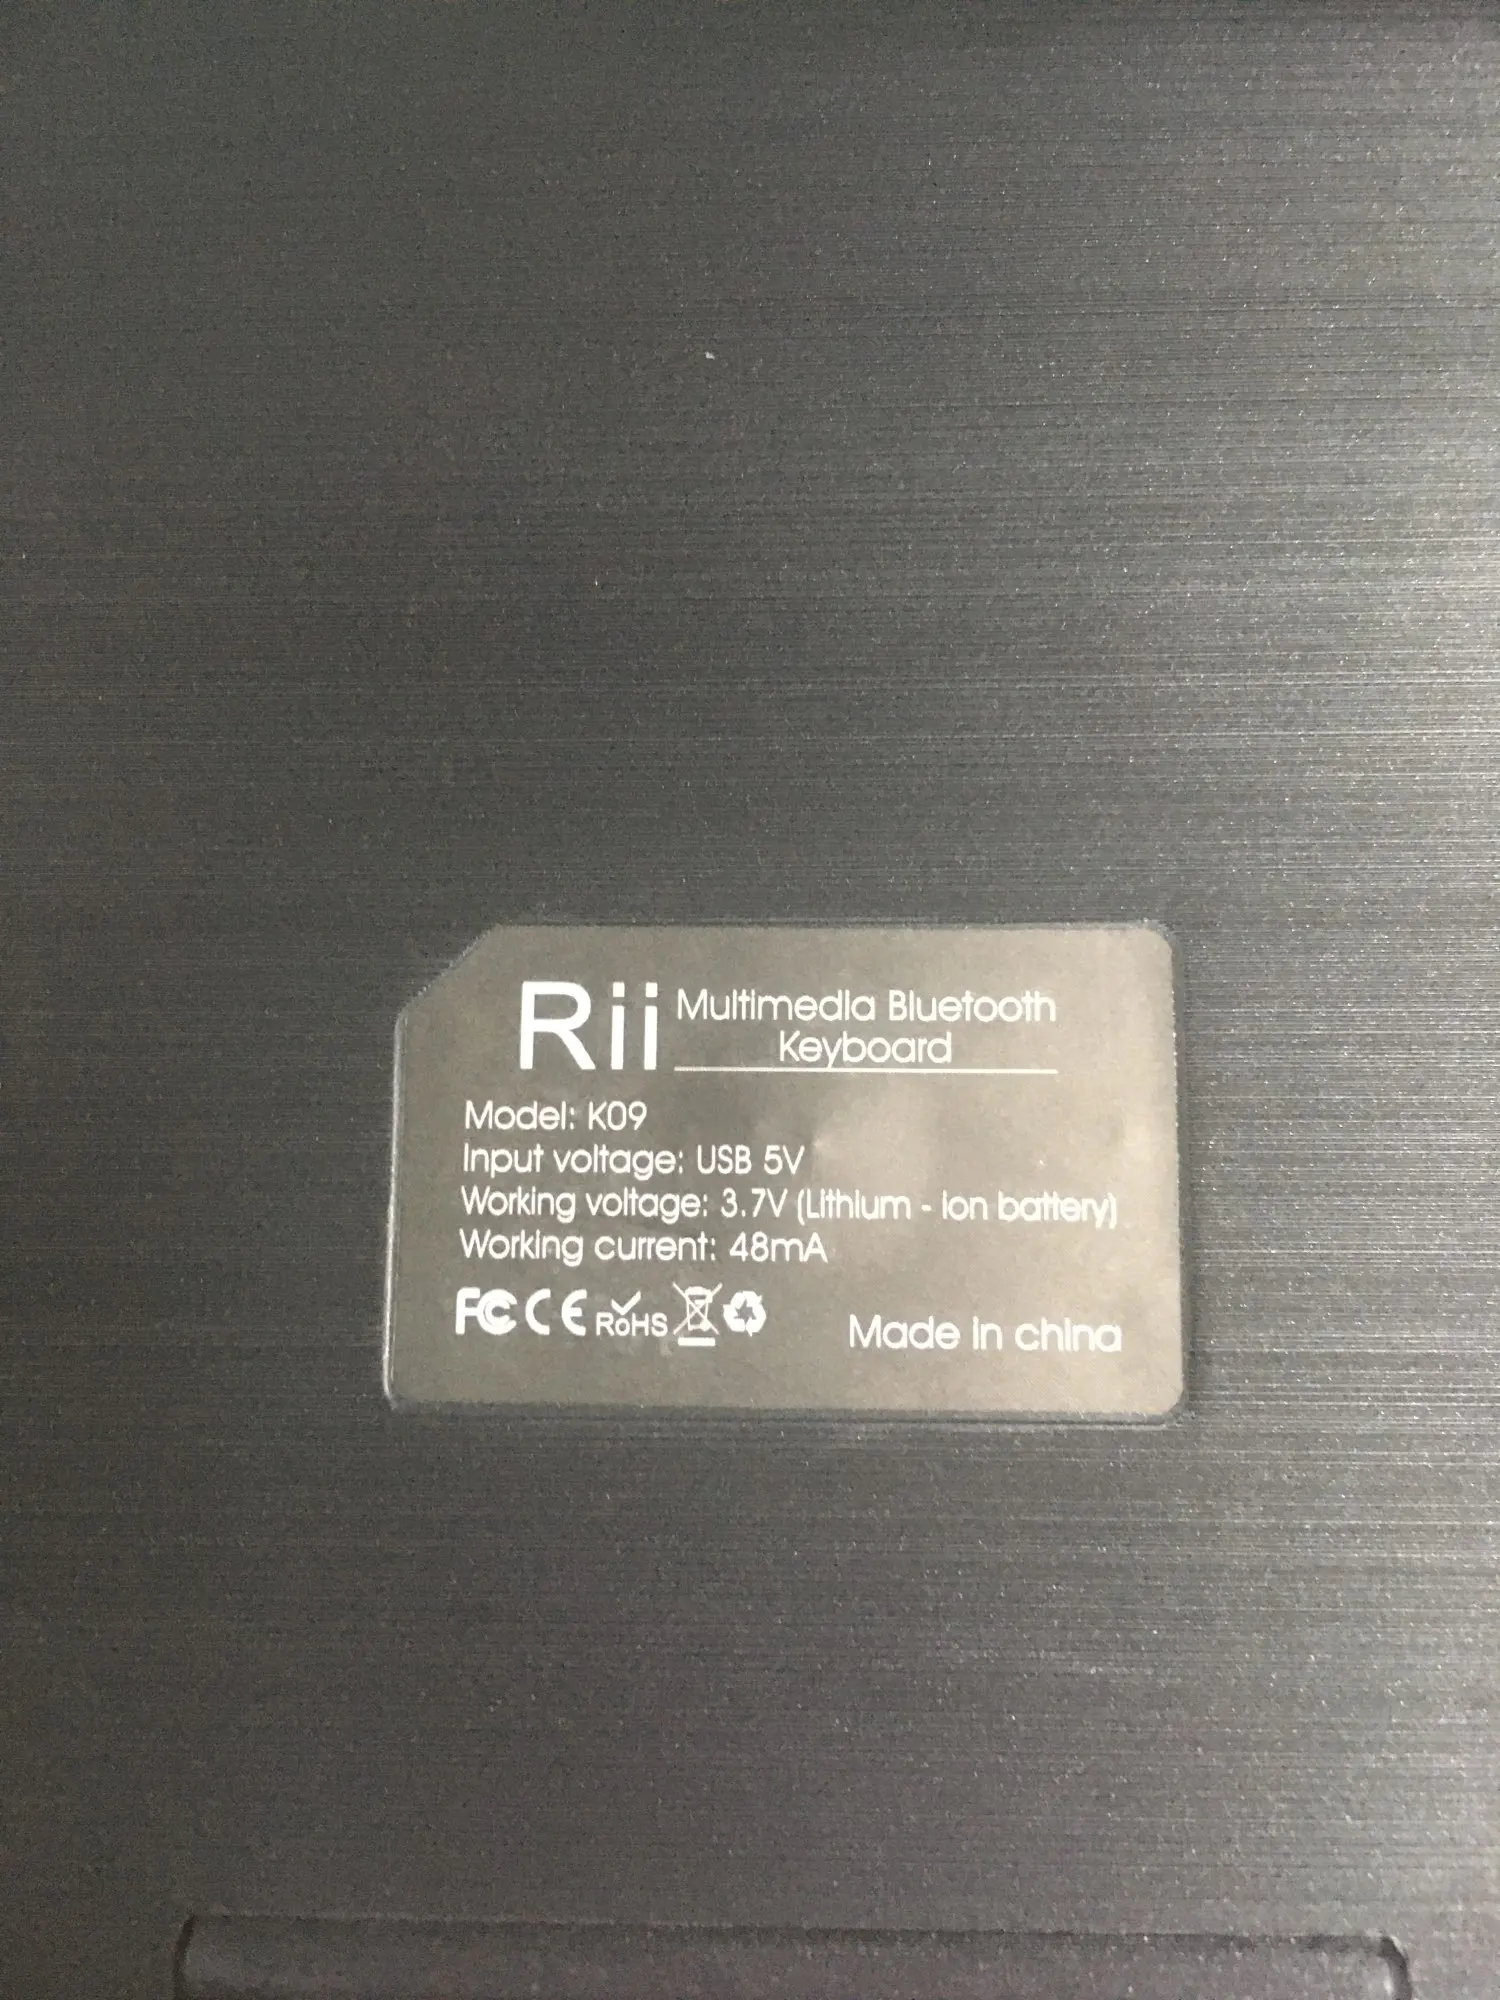 Rii Multimedia Bluetooth
Keyboard
Model: K09
Input voltage: USB 5V
Working voltage: 3.7V (Lithium - ion battery)
Working current: 48mA
FC CE RoHS
Made in china